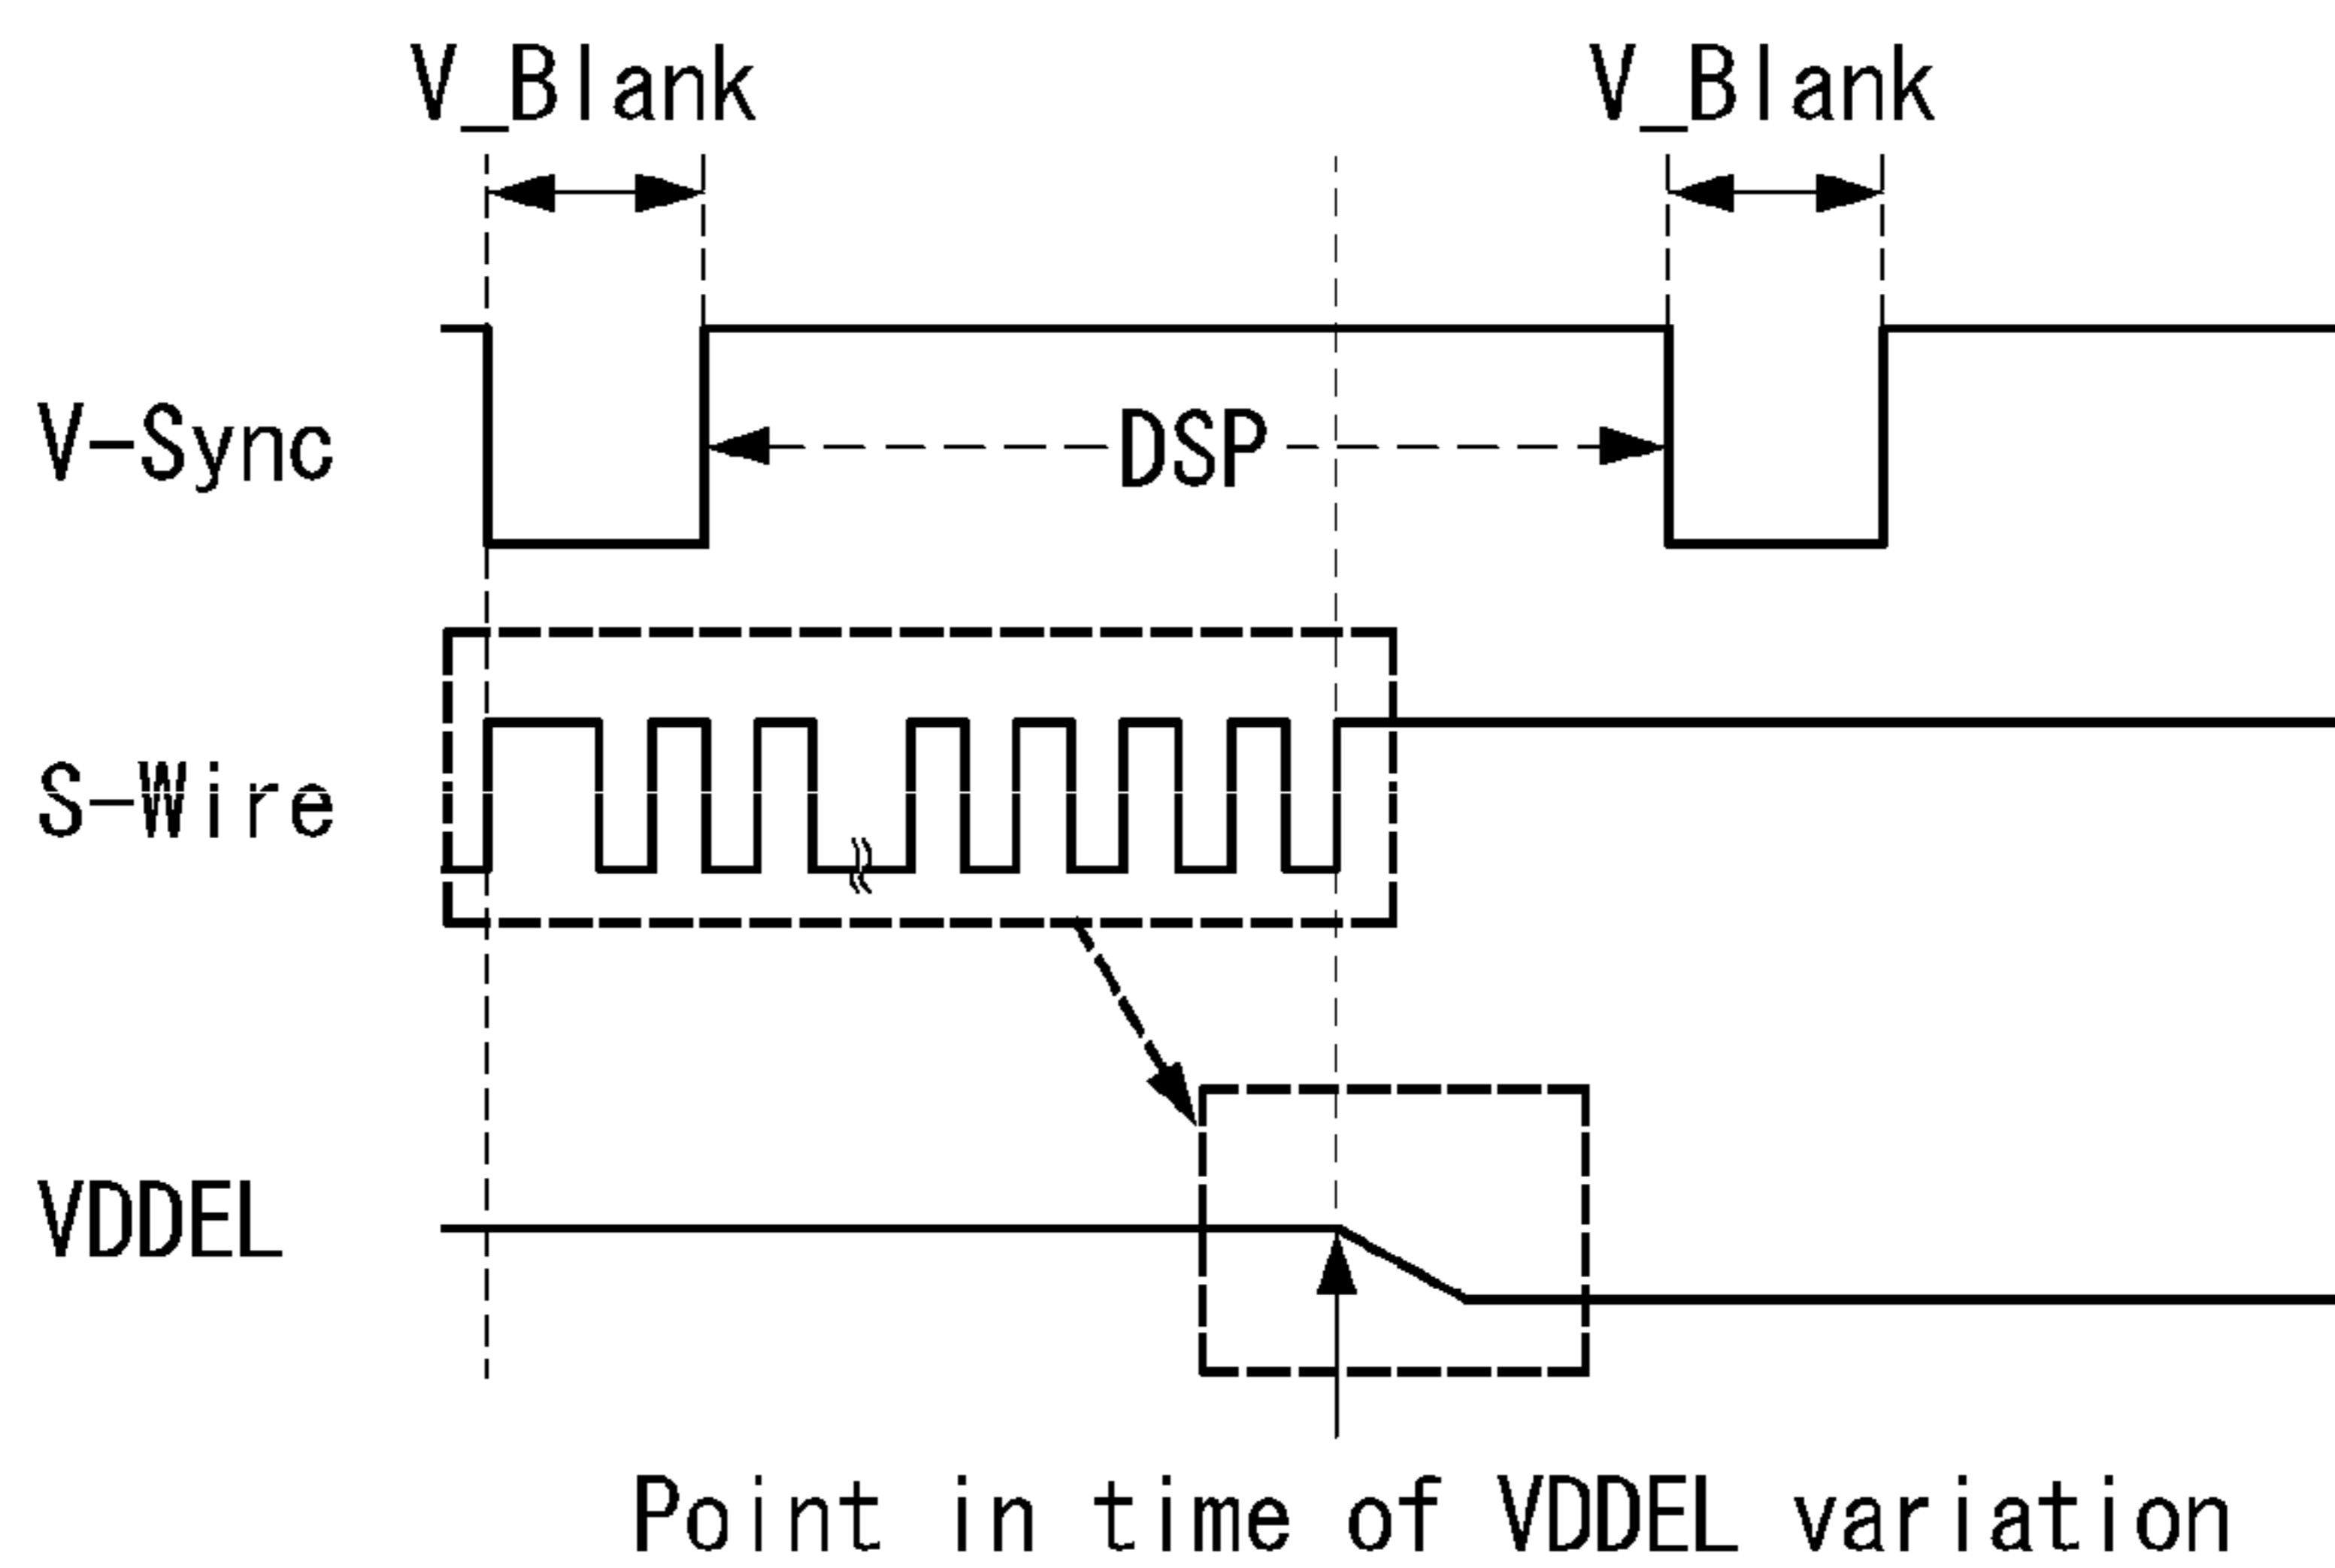 V_Blank V_Blank
V-Sync DSP
S-Wire
VDDEL
Point in time of VDDEL variation